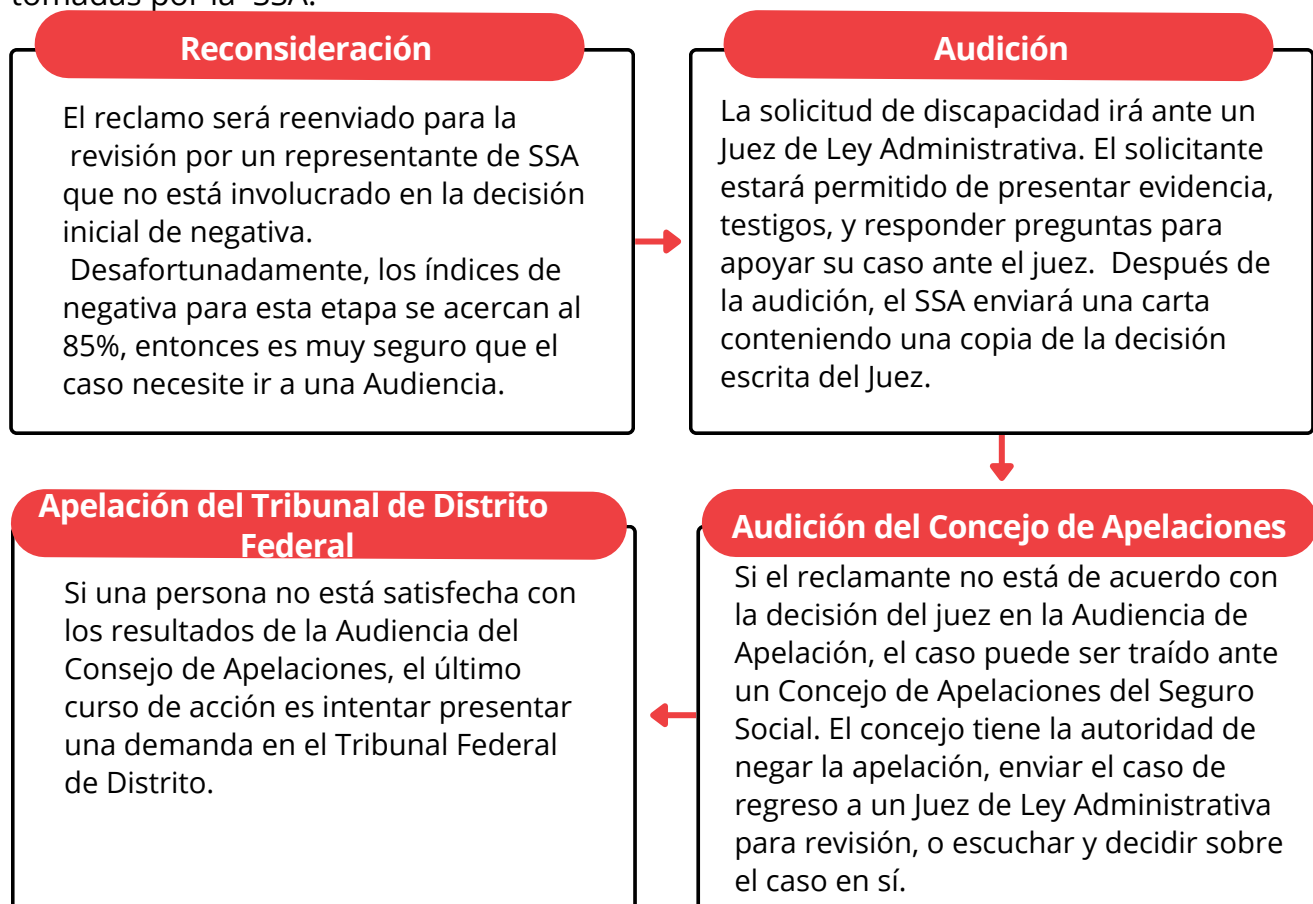 tomadas por la SSA.
Reconsideración
El reclamo será reenviado para la
revisión por un representante de SSA
que no está involucrado en la decisión
inicial de negativa.
Desafortunadamente, los índices de
negativa para esta etapa se acercan al
85%, entonces es muy seguro que el
caso necesite ir a una Audiencia.
Audición
La solicitud de discapacidad irá ante un
Juez de Ley Administrativa. El solicitante
estará permitido de presentar evidencia,
testigos, y responder preguntas para
apoyar su caso ante el juez. Después de
la audición, el SSA enviará una carta
conteniendo una copia de la decisión
escrita del Juez.
Audición del Concejo de Apelaciones
Si el reclamante no está de acuerdo con
la decisión del juez en la Audiencia de
Apelación, el caso puede ser traído ante
un Concejo de Apelaciones del Seguro
Social. El concejo tiene la autoridad de
negar la apelación, enviar el caso de
regreso a un Juez de Ley Administrativa
para revisión, o escuchar y decidir sobre
el caso en sí.
Apelación del Tribunal de Distrito
Federal
Si una persona no está satisfecha con
los resultados de la Audiencia del
Consejo de Apelaciones, el último
curso de acción es intentar presentar
una demanda en el Tribunal Federal
de Distrito.